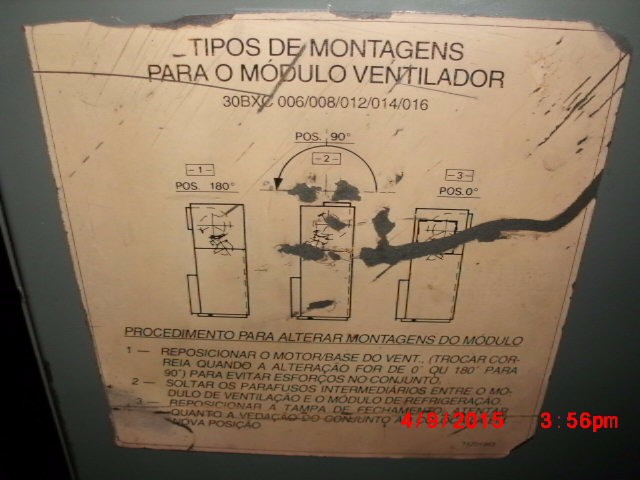 TIPOS DE MONTAGENS
PARA O MÓDULO VENTILADOR
30BXC 006/008/012/014/016
POS. 90°
-1-
-2-
-3-
POS. 180°
POS.0°
PROCEDIMENTO PARA ALTERAR MONTAGENS DO MÓDULO
1 — REPOSICIONAR O MOTOR/BASE DO VENT., (TROCAR COR-
REIA QUANDO A ALTERAÇÃO FOR DE 0° OU 180° PARA
90°) PARA EVITAR ESFORÇOS NO CONJUNTO.
2 — SOLTAR OS PARAFUSOS INTERMEDIÁRIOS ENTRE O MÓ-
DULO DE VENTILAÇÃO E O MÓDULO DE REFRIGERAÇÃO.
3 — REPOSICIONAR A TAMPA DE FECHAMENTO, ATENTAR
QUANTO A VEDAÇÃO DO CONJUNTO
NOVA POSIÇÃO
4/9/2015 3:56pm